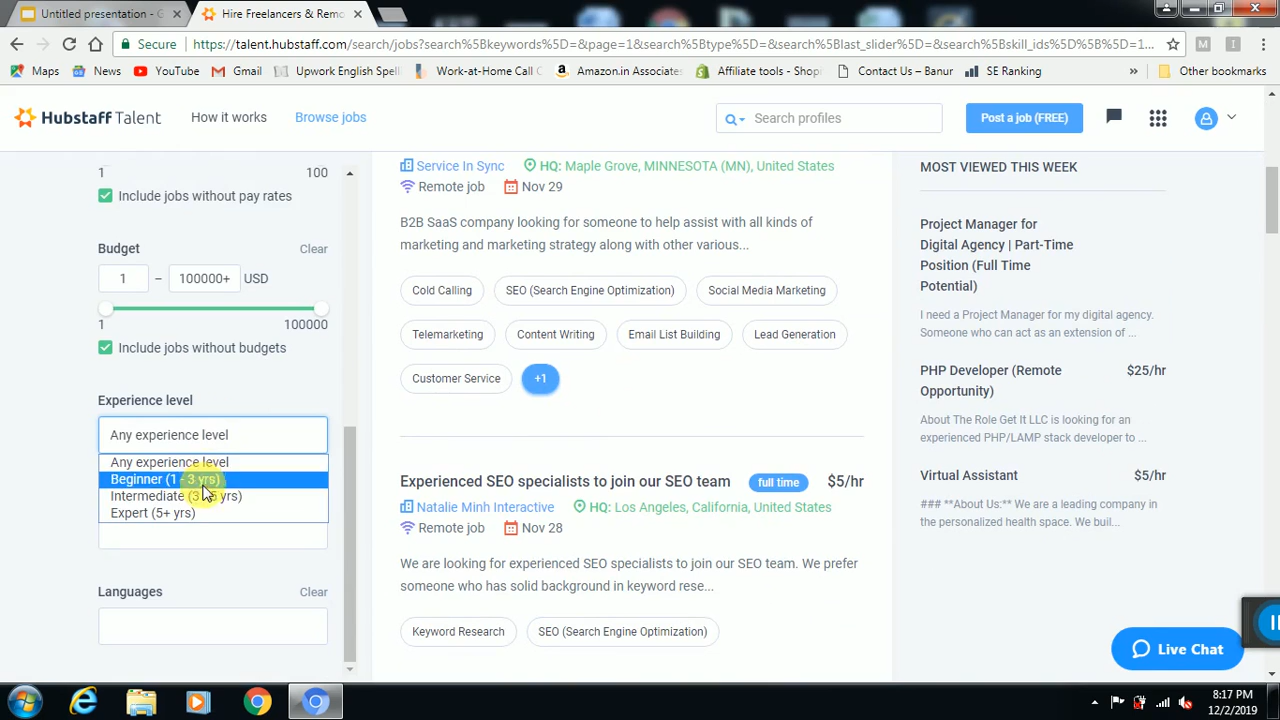 Untitled presentation - G
Hire Freelancers & Remo
Secure
https://talent.hubstaff.com/search/jobs?search%5Bkeywords%5D=&page=1&search%5Btype%5D=&search%5Blast_slider%5D=&search%5Bskill_ids%5D%5B%5D=1...
Maps
News
YouTube
Gmail
Upwork English Spell
Work-at-Home Call C
Amazon.in Associates
Affiliate tools - Shopi
Contact Us – Banur
SE Ranking
»
Other bookmarks
Hubstaff Talent
How it works
Browse jobs
Search profiles
Post a job (FREE)
1
100
Include jobs without pay rates
Budget
Clear
1
–
100000+
USD
1
100000
Include jobs without budgets
Experience level
Any experience level
Any experience level
Beginner (1 - 3 yrs)
Intermediate (3 yrs)
Expert (5+ yrs)
Languages
Clear
Service In Sync
HQ: Maple Grove, MINNESOTA (MN), United States
Remote job
Nov 29
B2B SaaS company looking for someone to help assist with all kinds of
marketing and marketing strategy along with other various...
Cold Calling
SEO (Search Engine Optimization)
Social Media Marketing
Telemarketing
Content Writing
Email List Building
Lead Generation
Customer Service
+1
Experienced SEO specialists to join our SEO team
full time
$5/hr
Natalie Minh Interactive
HQ: Los Angeles, California, United States
Remote job
Nov 28
We are looking for experienced SEO specialists to join our SEO team. We prefer
someone who has solid background in keyword rese...
Keyword Research
SEO (Search Engine Optimization)
MOST VIEWED THIS WEEK
Project Manager for
Digital Agency | Part-Time
Position (Full Time
Potential)
I need a Project Manager for my digital agency.
Someone who can act as an extension of ...
PHP Developer (Remote
Opportunity)
$25/hr
About The Role Get It LLC is looking for an
experienced PHP/LAMP stack developer to ...
Virtual Assistant
$5/hr
### **About Us:** We are a leading company in
the personalized health space. We buil...
Live Chat
8:17 PM
12/2/2019